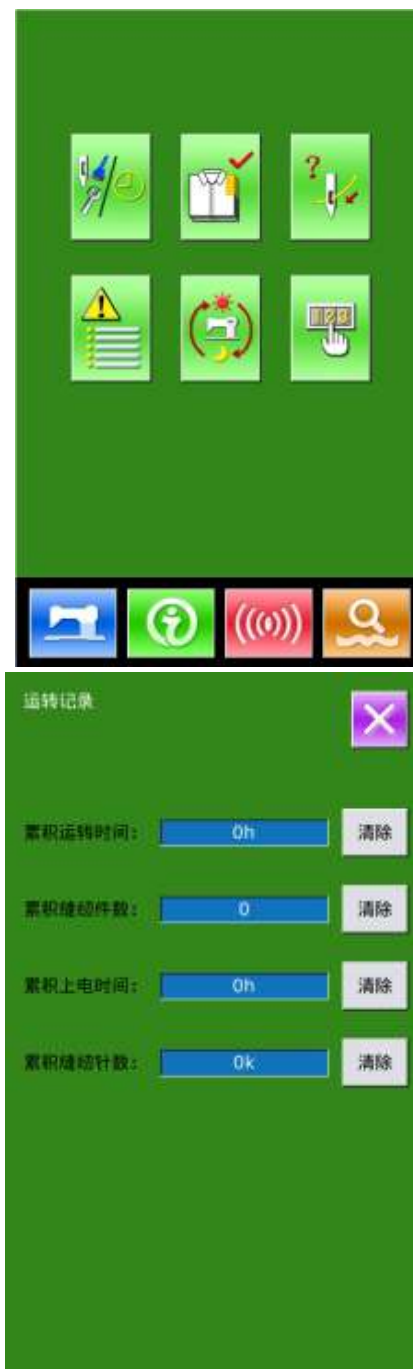 ?
123
运转记录
累积运转时间: 0h 清除
累积缝纫件数: 0 清除
累积上电时间: 0h 清除
累积缝纫针数: 0k 清除